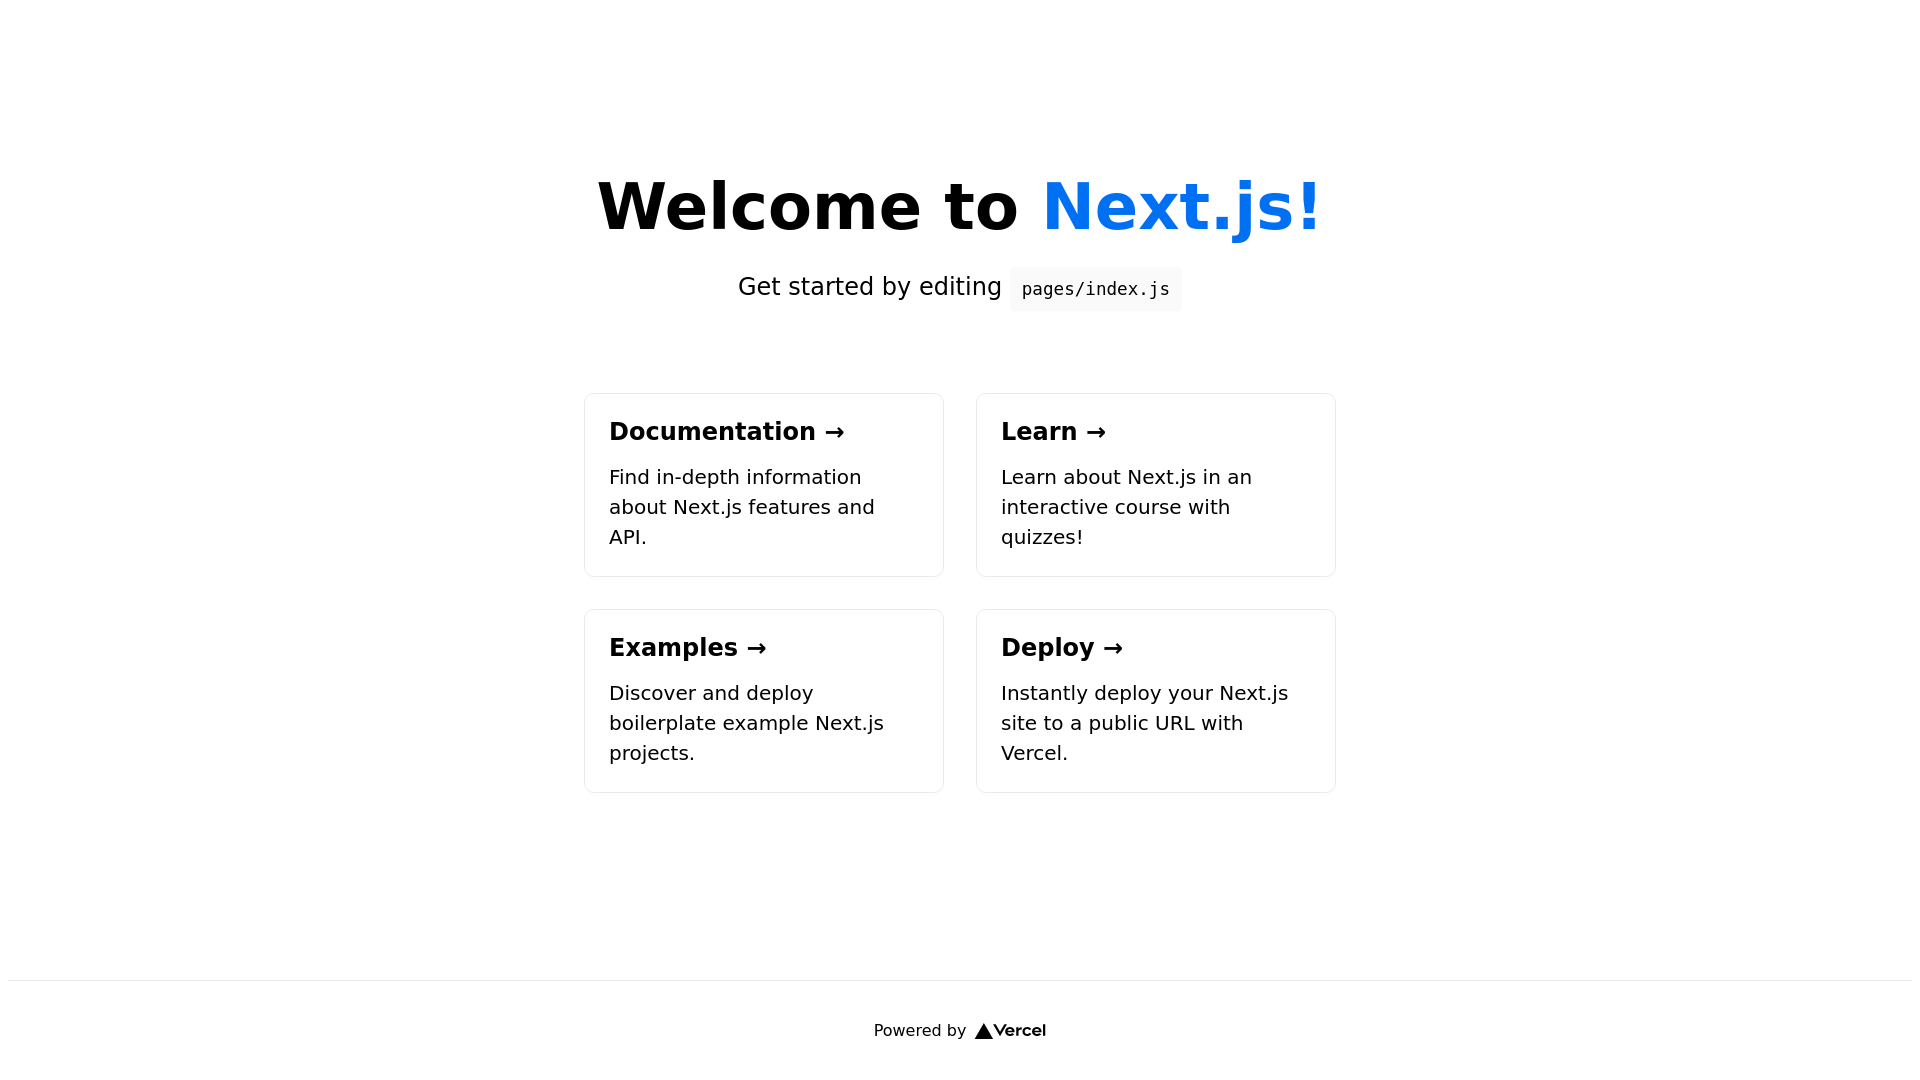 Welcome to Next.js!
Get started by editing pages/index.js
Documentation →
Find in-depth information
about Next.js features and
API.
Learn →
Learn about Next.js in an
interactive course with
quizzes!
Examples →
Discover and deploy
boilerplate example Next.js
projects.
Deploy →
Instantly deploy your Next.js
site to a public URL with
Vercel.
Powered by Vercel